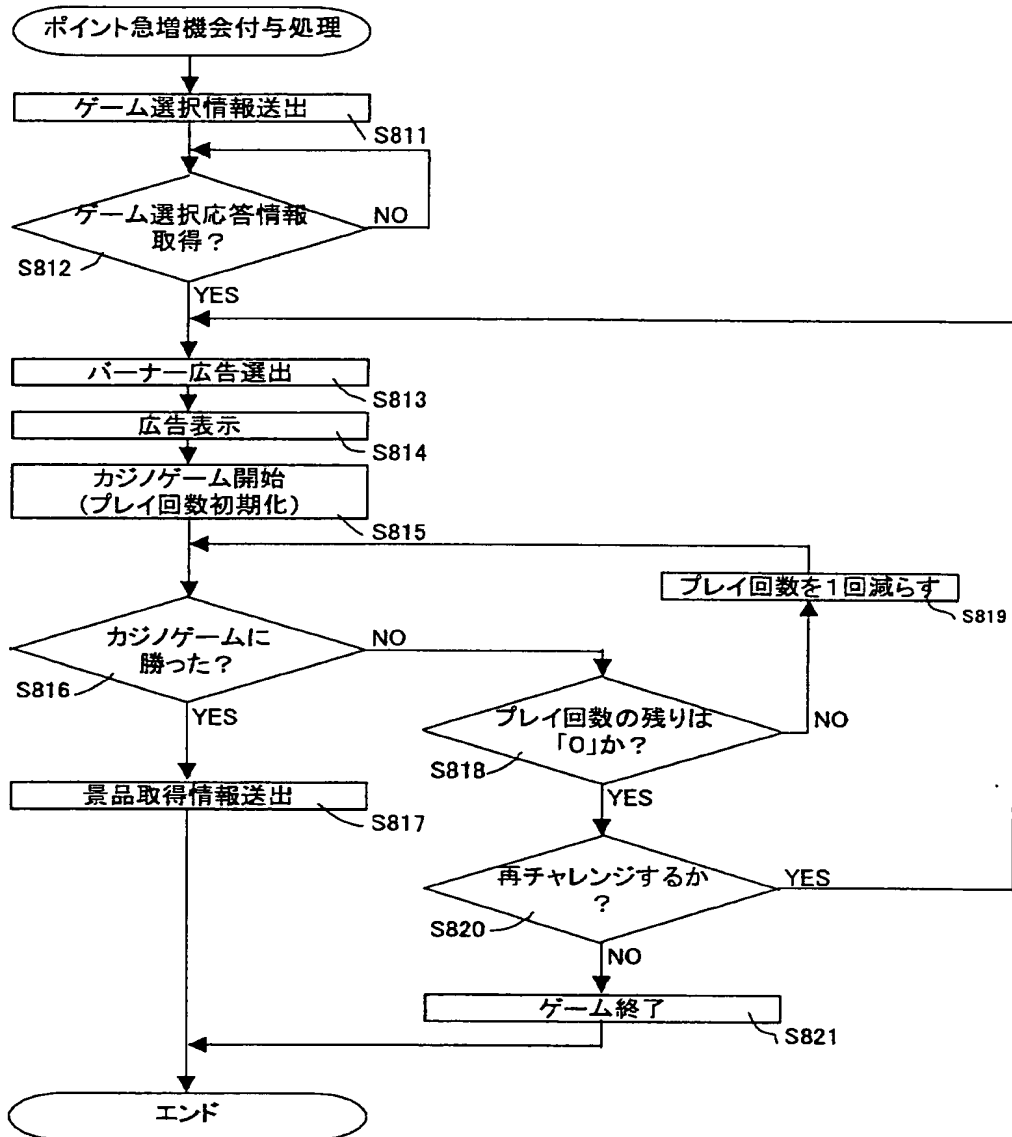 ポイント急増機会付与処理
ゲーム選択情報送出
S811
ゲーム選択応答情報
取得？
NO
S812
YES
バーナー広告選出
S813
広告表示
S814
カジノゲーム開始
(プレイ回数初期化)
S815
プレイ回数を１回減らす
S819
カジノゲームに
勝った？
NO
S816
YES
プレイ回数の残りは
「０」か？
NO
S818
YES
景品取得情報送出
S817
再チャレンジするか
？
YES
S820
NO
ゲーム終了
S821
エンド